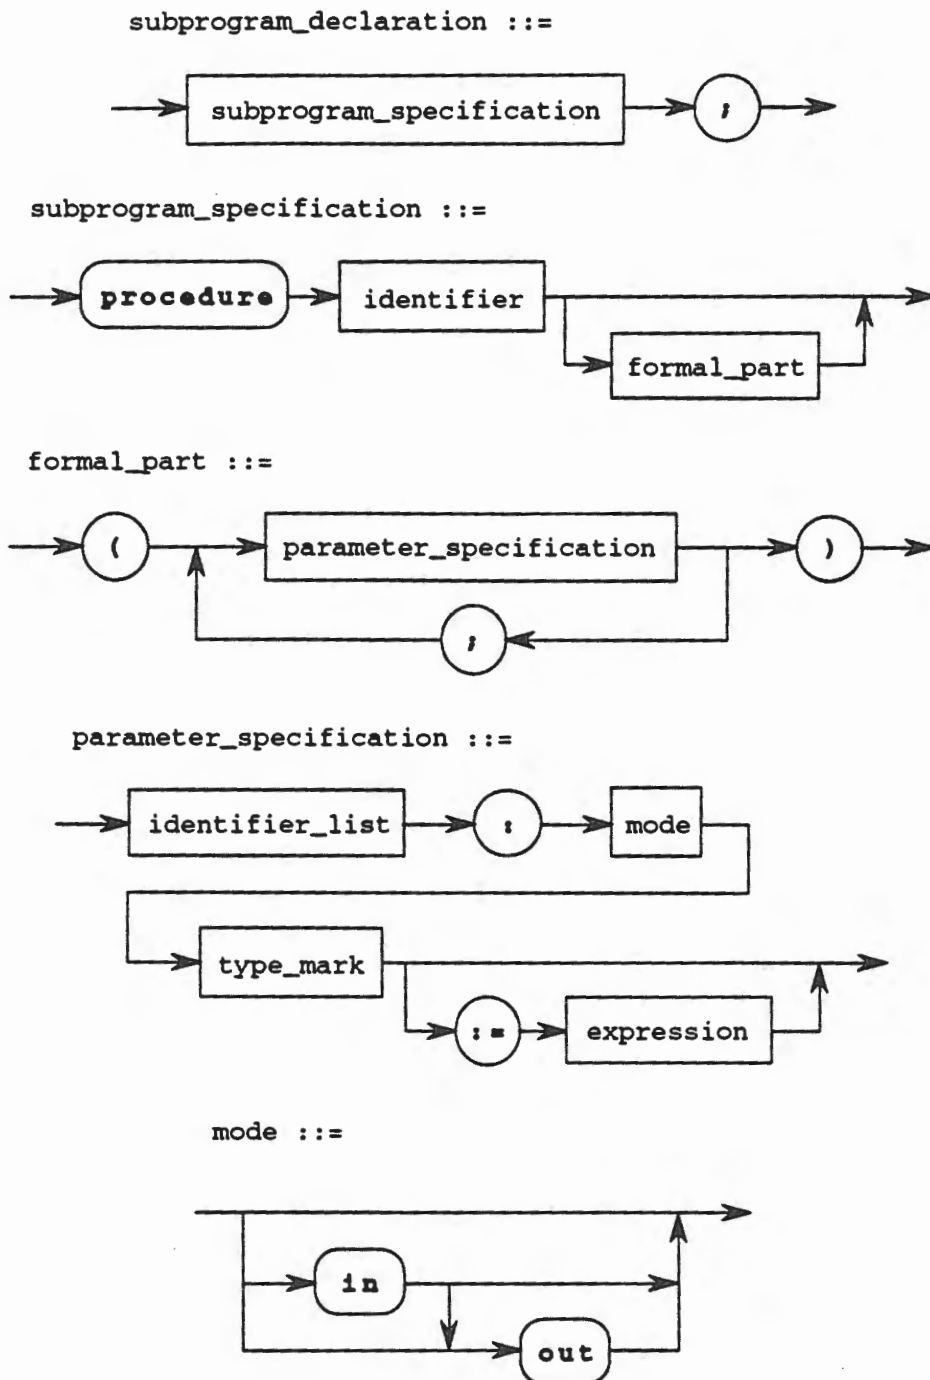 subprogram_declaration ::=
subprogram_specification ;
subprogram_specification ::=
procedure identifier
formal_part
formal_part ::=
( parameter_specification )
;
parameter_specification ::=
identifier_list : mode
type_mark
:= expression
mode ::=
in
out